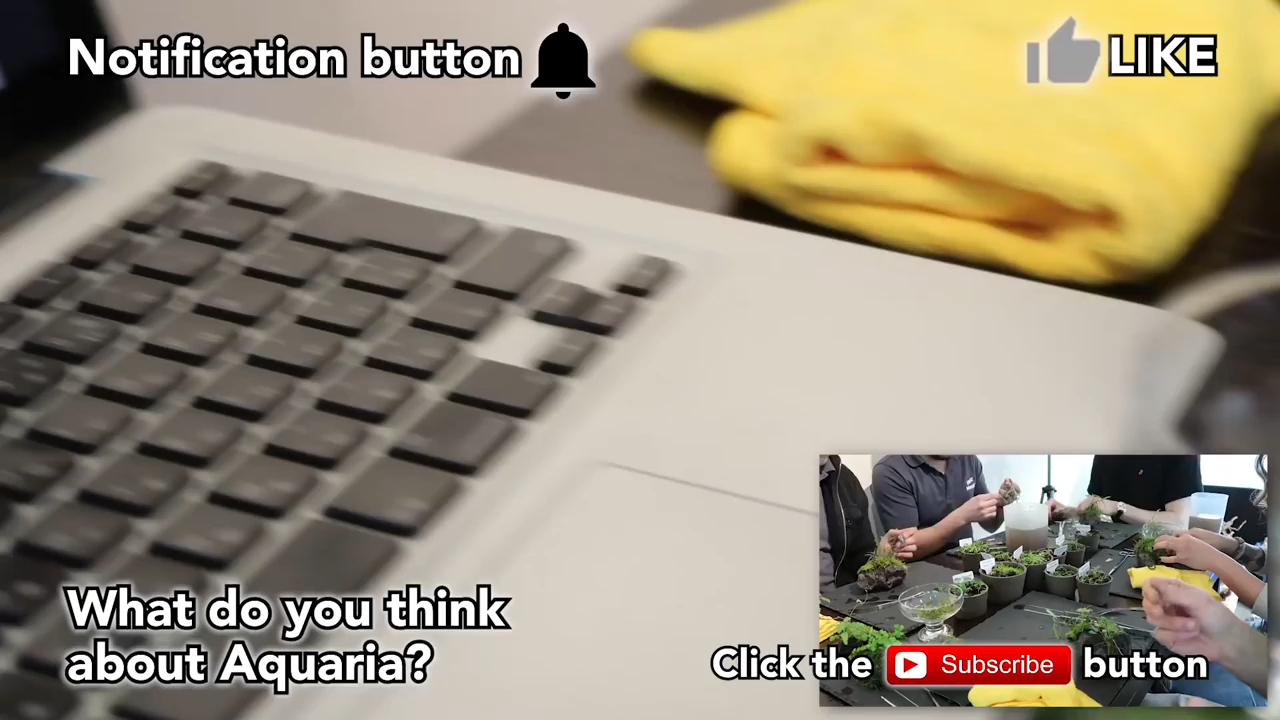 Notification button
LIKE
What do you think
about Aquaria?
Click the Subscribe button